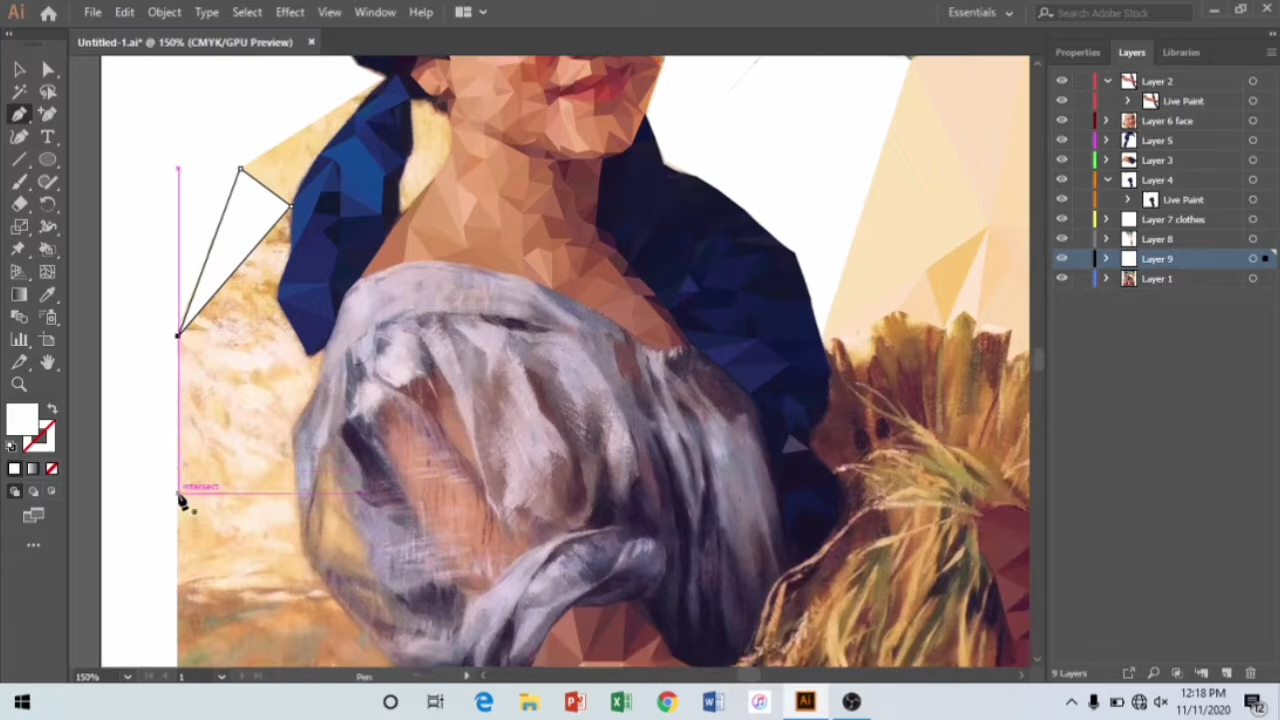 Ai File Edit Object Type Select Effect View Window Help Essentials Search Adobe Stock
Untitled-1.ai* @ 150% (CMYK/GPU Preview)
Properties Layers Libraries
Layer 2
Live Paint
Layer 6 face
Layer 5
Layer 3
Layer 4
Live Paint
Layer 7 clothes
Layer 8
Layer 9
Layer 1
intersect
150% 1 Pen 9 Layers
12:18 PM
11/11/2020
12